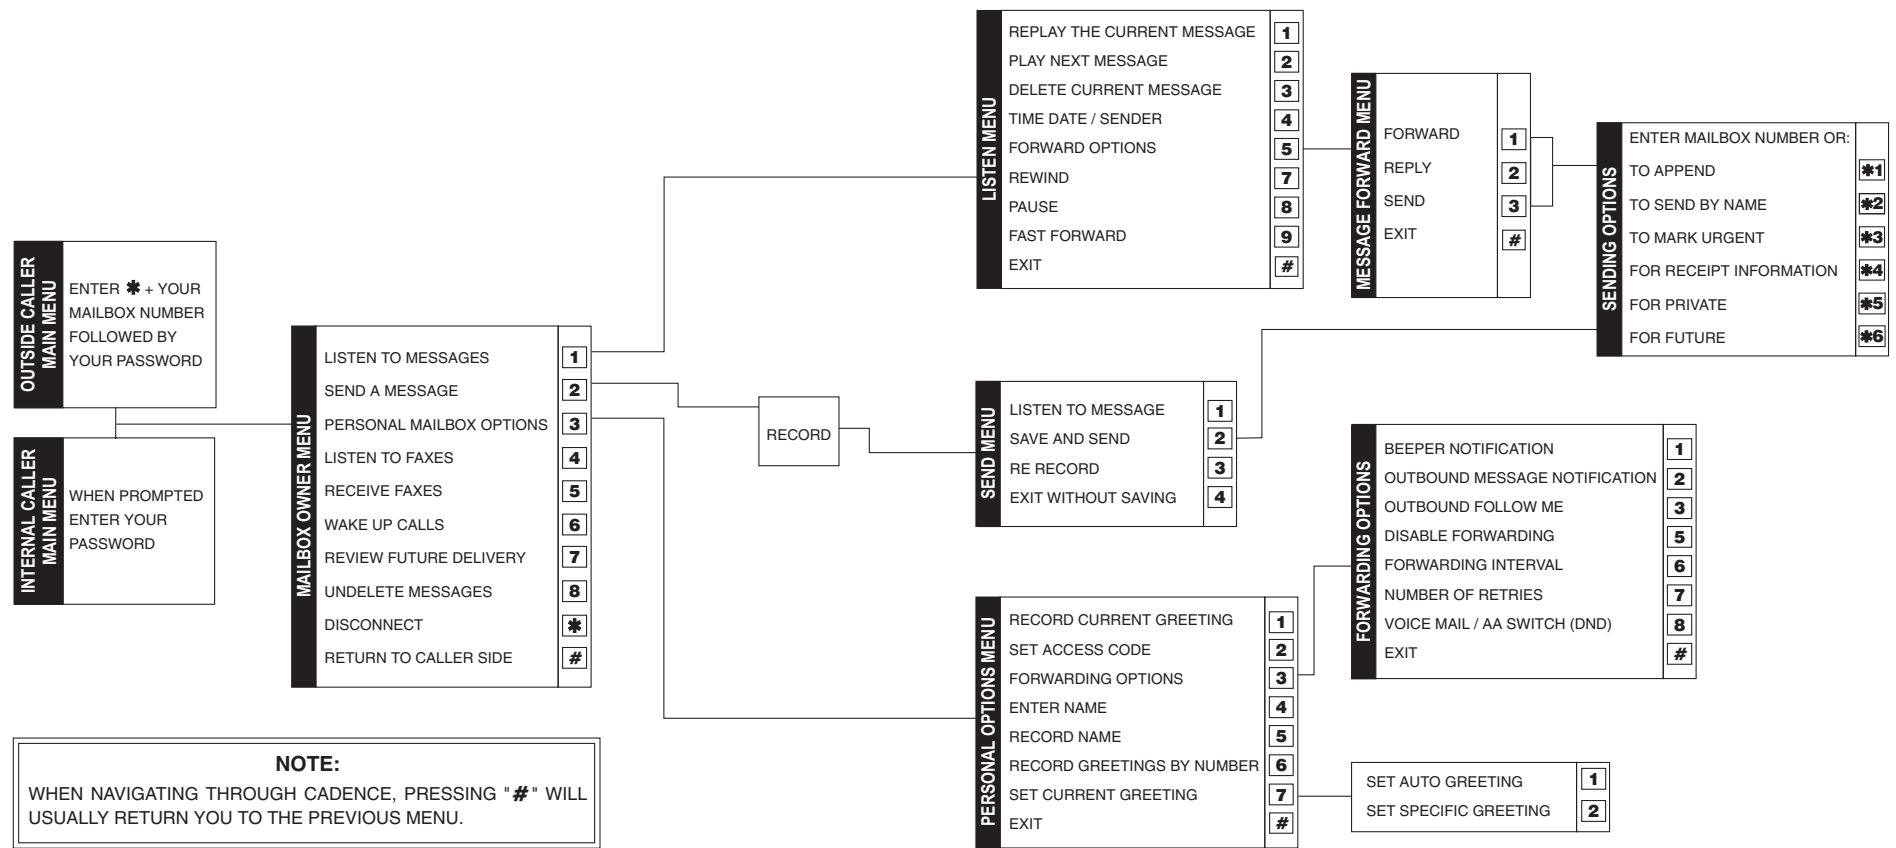 OUTSIDE CALLER
MAIN MENU
ENTER ✱ + YOUR
MAILBOX NUMBER
FOLLOWED BY
YOUR PASSWORD
INTERNAL CALLER
MAIN MENU
WHEN PROMPTED
ENTER YOUR
PASSWORD
MAILBOX OWNER MENU
LISTEN TO MESSAGES 1
SEND A MESSAGE 2
PERSONAL MAILBOX OPTIONS 3
LISTEN TO FAXES 4
RECEIVE FAXES 5
WAKE UP CALLS 6
REVIEW FUTURE DELIVERY 7
UNDELETE MESSAGES 8
DISCONNECT ✱
RETURN TO CALLER SIDE #
LISTEN MENU
REPLAY THE CURRENT MESSAGE 1
PLAY NEXT MESSAGE 2
DELETE CURRENT MESSAGE 3
TIME DATE / SENDER 4
FORWARD OPTIONS 5
REWIND 7
PAUSE 8
FAST FORWARD 9
EXIT #
MESSAGE FORWARD MENU
FORWARD 1
REPLY 2
SEND 3
EXIT #
SENDING OPTIONS
ENTER MAILBOX NUMBER OR:
TO APPEND ✱1
TO SEND BY NAME ✱2
TO MARK URGENT ✱3
FOR RECEIPT INFORMATION ✱4
FOR PRIVATE ✱5
FOR FUTURE ✱6
RECORD
SEND MENU
LISTEN TO MESSAGE 1
SAVE AND SEND 2
RE RECORD 3
EXIT WITHOUT SAVING 4
PERSONAL OPTIONS MENU
RECORD CURRENT GREETING 1
SET ACCESS CODE 2
FORWARDING OPTIONS 3
ENTER NAME 4
RECORD NAME 5
RECORD GREETINGS BY NUMBER 6
SET CURRENT GREETING 7
EXIT #
FORWARDING OPTIONS
BEEPER NOTIFICATION 1
OUTBOUND MESSAGE NOTIFICATION 2
OUTBOUND FOLLOW ME 3
DISABLE FORWARDING 5
FORWARDING INTERVAL 6
NUMBER OF RETRIES 7
VOICE MAIL / AA SWITCH (DND) 8
EXIT #
SET AUTO GREETING 1
SET SPECIFIC GREETING 2
NOTE:
WHEN NAVIGATING THROUGH CADENCE, PRESSING "#" WILL
USUALLY RETURN YOU TO THE PREVIOUS MENU.